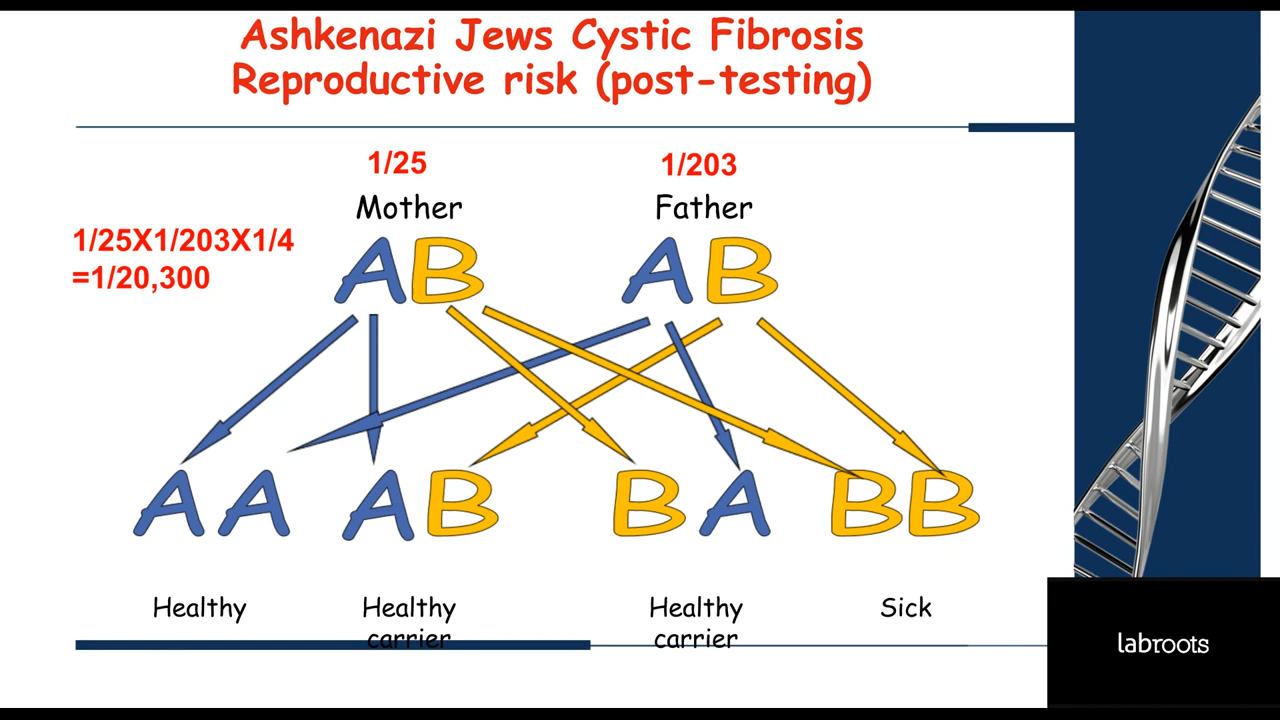 Ashkenazi Jews Cystic Fibrosis
Reproductive risk (post-testing)
1/25
1/203
Mother
Father
1/25X1/203X1/4
=1/20,300
AB
AB
AA
AB
BA
BB
Healthy
Healthy
carrier
Healthy
carrier
Sick
labroots